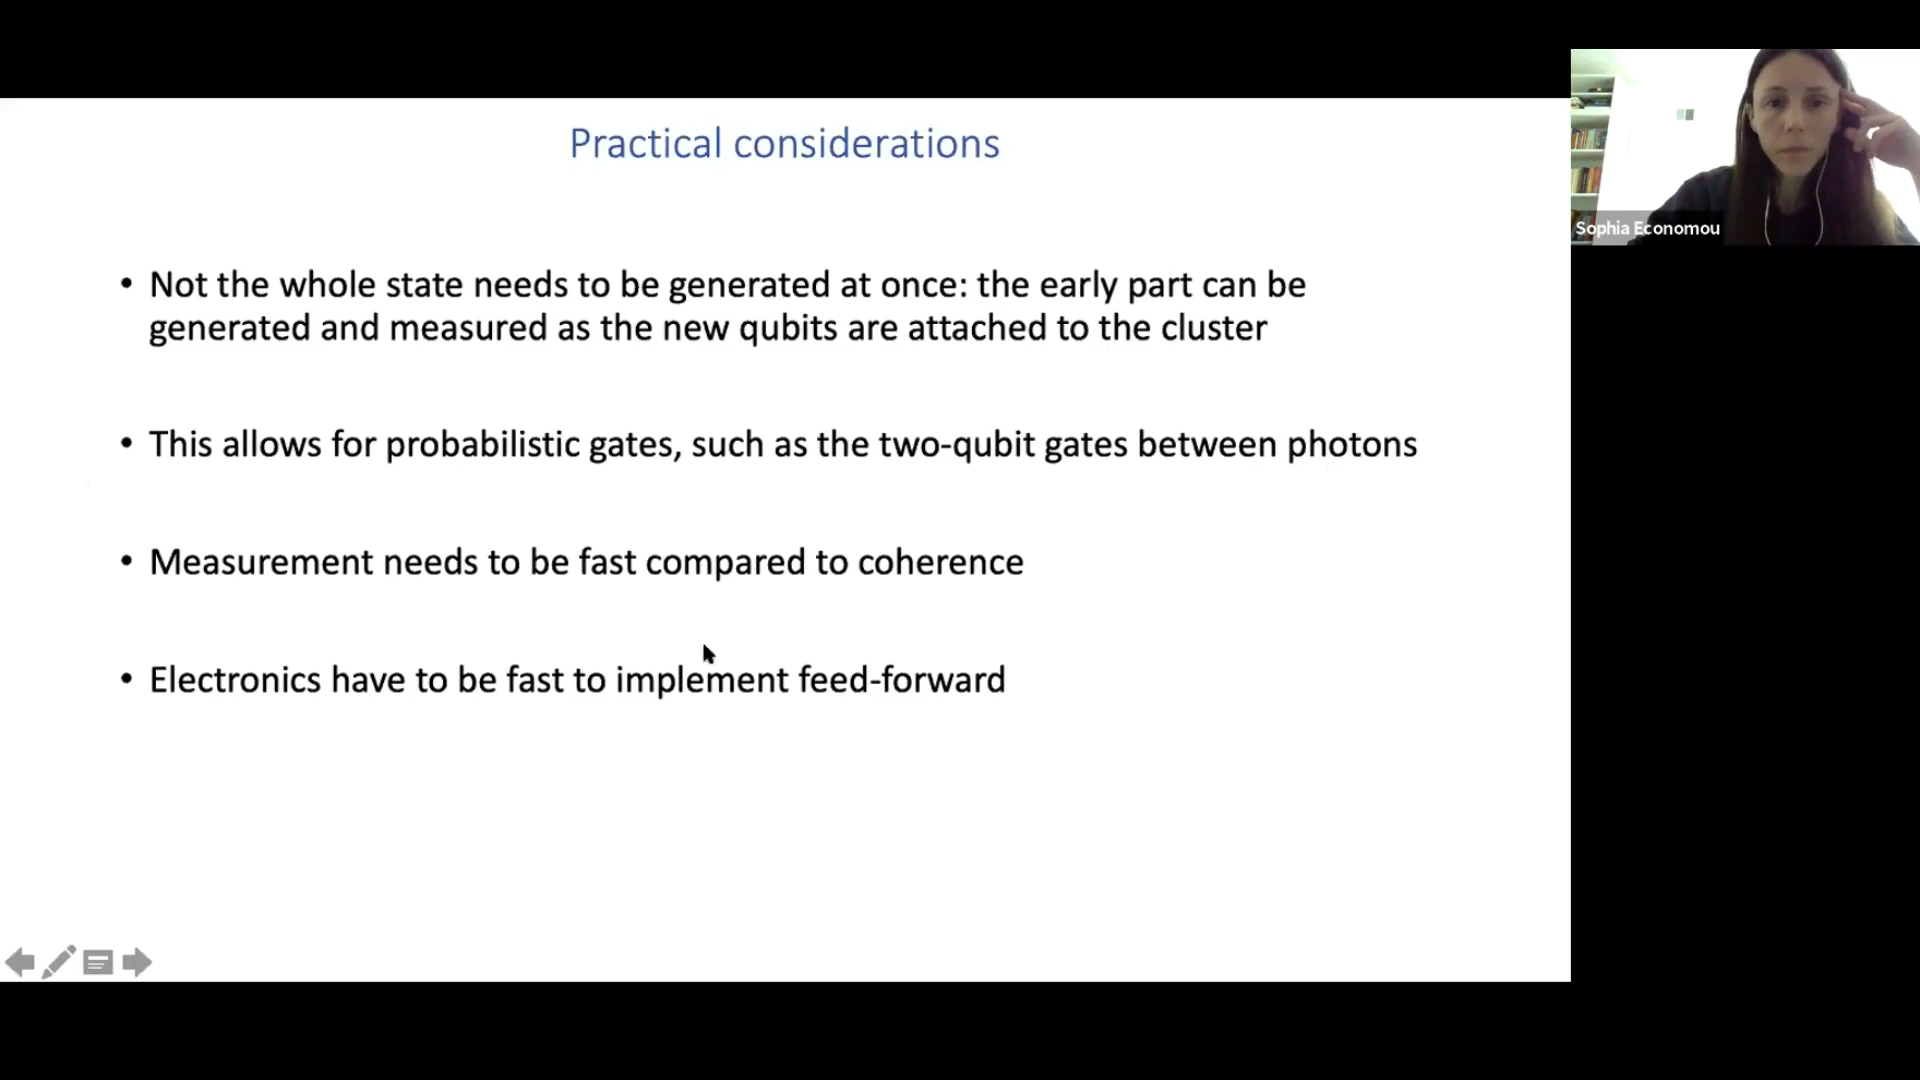 Practical considerations
• Not the whole state needs to be generated at once: the early part can be
generated and measured as the new qubits are attached to the cluster
• This allows for probabilistic gates, such as the two-qubit gates between photons
• Measurement needs to be fast compared to coherence
• Electronics have to be fast to implement feed-forward
Sophia Economou